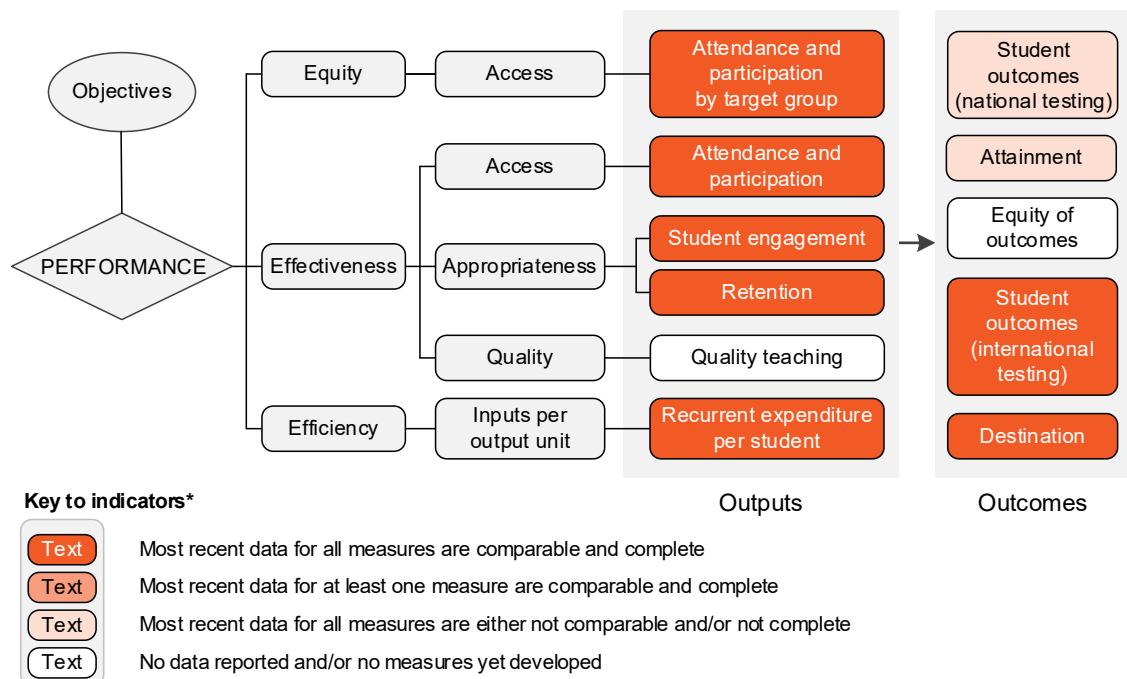 Objectives
PERFORMANCE
Equity
Access
Attendance and
participation
by target group
Effectiveness
Access
Attendance and
participation
Appropriateness
Student engagement
Retention
Quality
Quality teaching
Efficiency
Inputs per
output unit
Recurrent expenditure
per student
Outputs
Student
outcomes
(national testing)
Attainment
Equity of
outcomes
Student
outcomes
(international
testing)
Destination
Outcomes
Key to indicators*
Text
Most recent data for all measures are comparable and complete
Text
Most recent data for at least one measure are comparable and complete
Text
Most recent data for all measures are either not comparable and/or not complete
Text
No data reported and/or no measures yet developed